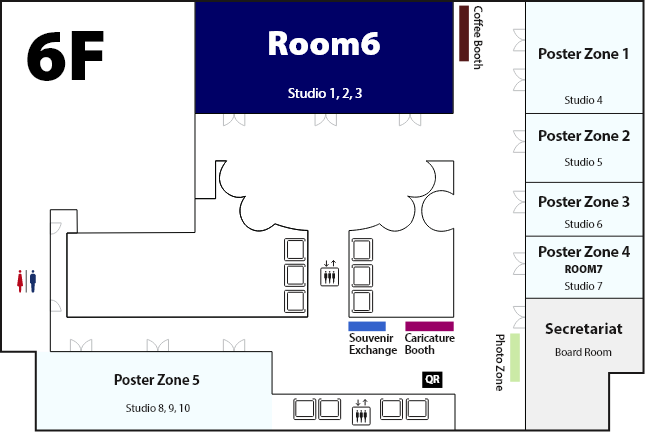 6F
Room6
Studio 1, 2, 3
Coffee Booth
Poster Zone 1
Studio 4
Poster Zone 2
Studio 5
Poster Zone 3
Studio 6
Poster Zone 4
ROOM7
Studio 7
Secretariat
Board Room
Souvenir
Exchange
Caricature
Booth
Photo Zone
QR
Poster Zone 5
Studio 8, 9, 10